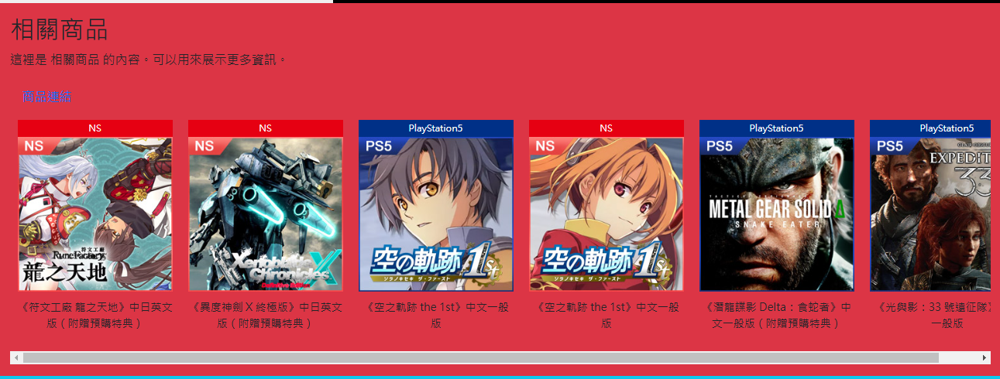 相關商品
這裡是 相關商品 的內容。可以用來展示更多資訊。
商品連結
NS
NS
PlayStation5
NS
PlayStation5
PlayStation5
NS
NS
PS5
NS
PS5
PS5
符文工廠
Rune Factory
龍之天地
Xenoblade
Chronicles X
Definitive Edition
空の軌跡 1st
ソラノキセキ ザ・ファースト
空の軌跡 1st
ソラノキセキ ザ・ファースト
METAL GEAR SOLID Δ
SNAKE EATER
EXPEDIT
33
《符文工廠 龍之天地》中日英文
版（附贈預購特典）
《異度神劍 X 終極版》中日英文
版（附贈預購特典）
《空之軌跡 the 1st》中文一般
版
《空之軌跡 the 1st》中文一般
版
《潛龍諜影 Delta：食蛇者》中
文一般版（附贈預購特典）
《光與影：33 號遠征隊》
一般版